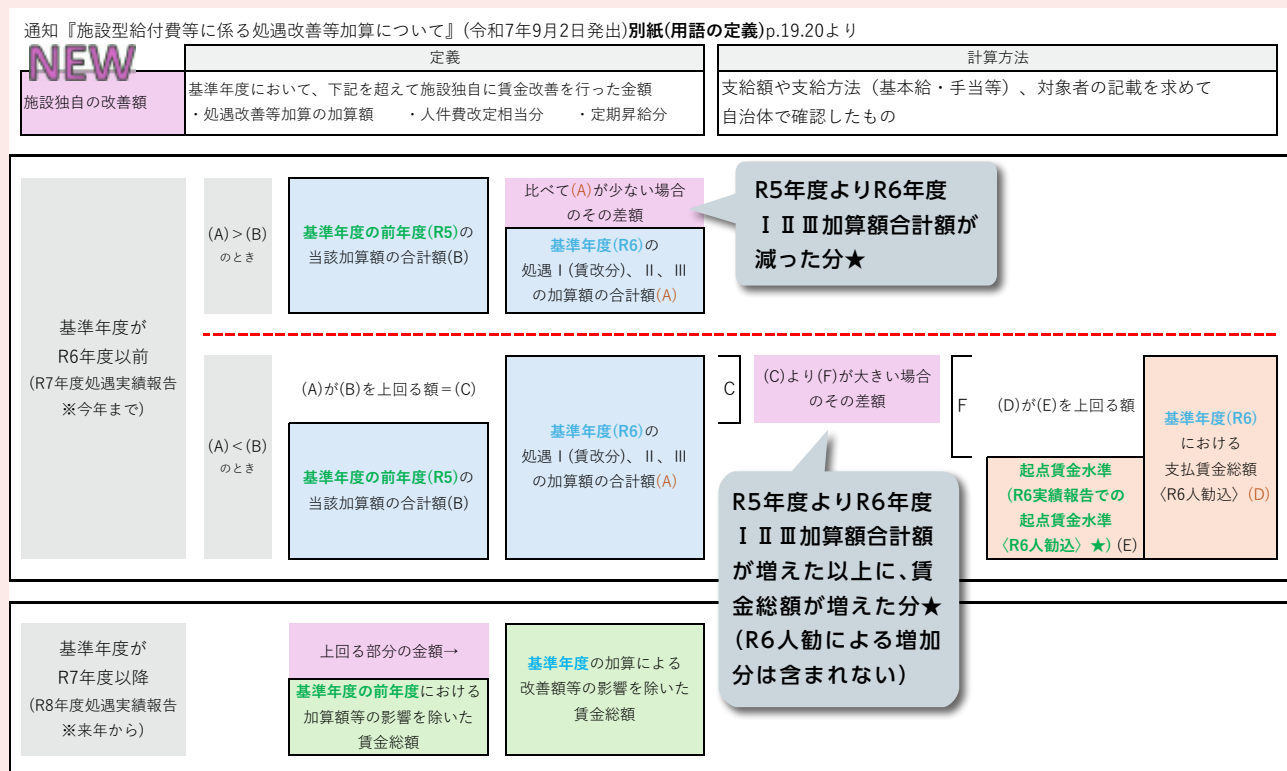 通知『施設型給付費等に係る処遇改善等加算について』(令和7年9月2日発出)別紙(用語の定義)p.19.20より
NEW
定義
計算方法
施設独自の改善額
基準年度において、下記を超えて施設独自に賃金改善を行った金額
・処遇改善等加算の加算額 ・人件費改定相当分 ・定期昇給分
支給額や支給方法（基本給・手当等）、対象者の記載を求めて
自治体で確認したもの
基準年度が
R6年度以前
(R7年度処遇実績報告
※今年まで)
(A)＞(B)
のとき
基準年度の前年度(R5)の
当該加算額の合計額(B)
比べて(A)が少ない場合
のその差額
基準年度(R6)の
処遇Ⅰ(賃改分)、Ⅱ、Ⅲ
の加算額の合計額(A)
R5年度よりR6年度
ⅠⅡⅢ加算額合計額が
減った分★
(A)＜(B)
のとき
(A)が(B)を上回る額＝(C)
基準年度の前年度(R5)の
当該加算額の合計額(B)
基準年度(R6)の
処遇Ⅰ(賃改分)、Ⅱ、Ⅲ
の加算額の合計額(A)
C
(C)より(F)が大きい場合
のその差額
F
(D)が(E)を上回る額
起点賃金水準
(R6実績報告での
起点賃金水準
〈R6人勧込〉★) (E)
基準年度(R6)
における
支払賃金総額
〈R6人勧込〉(D)
R5年度よりR6年度
ⅠⅡⅢ加算額合計額
が増えた以上に、賃
金総額が増えた分★
(R6人勧による増加
分は含まれない)
基準年度が
R7年度以降
(R8年度処遇実績報告
※来年から)
上回る部分の金額→
基準年度の前年度における
加算額等の影響を除いた
賃金総額
基準年度の加算による
改善額等の影響を除いた
賃金総額